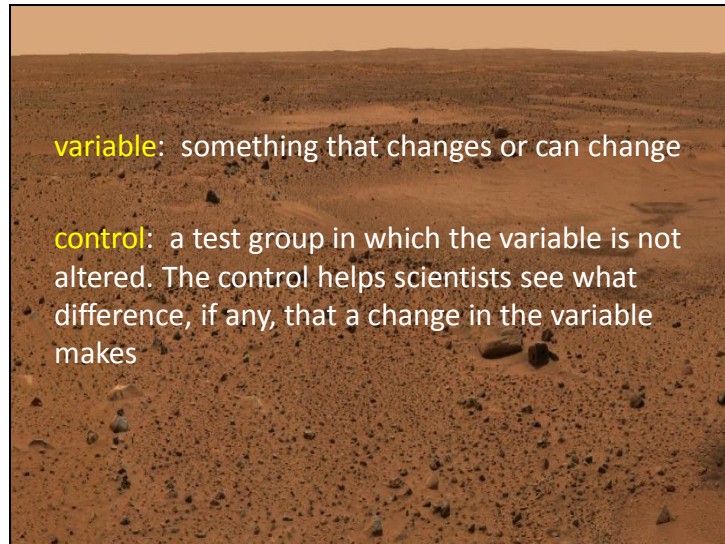 variable:  something that changes or can change
control:  a test group in which the variable is not
altered. The control helps scientists see what
difference, if any, that a change in the variable
makes